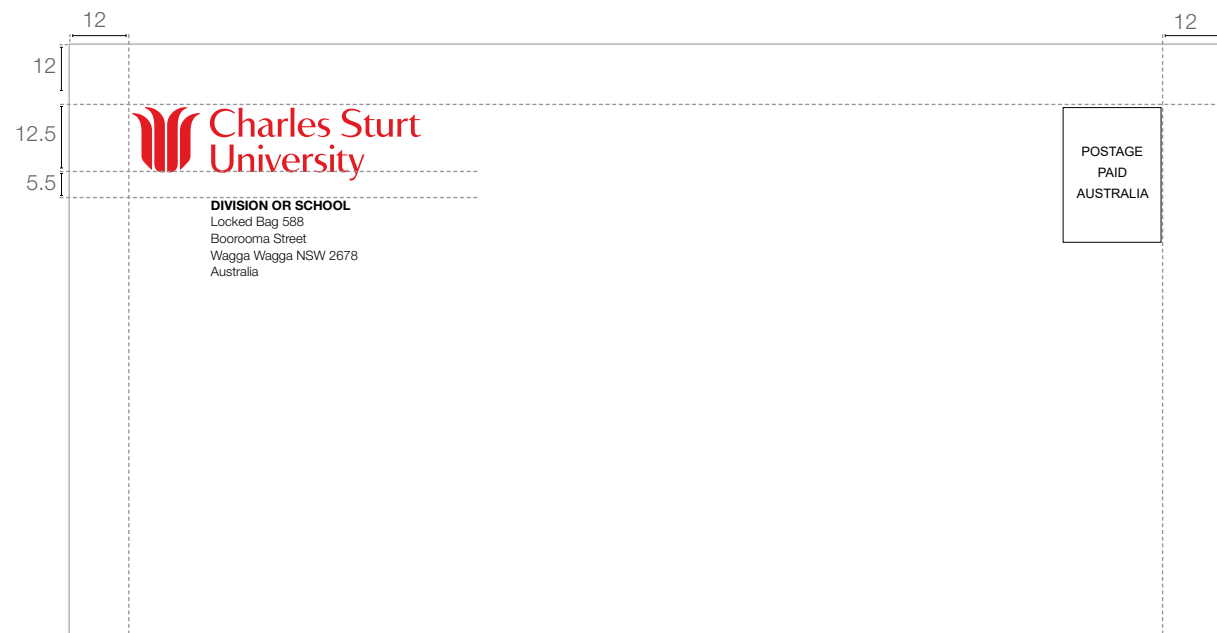 12
12
12
12.5
5.5
Charles Sturt
University
DIVISION OR SCHOOL
Locked Bag 588
Boorooma Street
Wagga Wagga NSW 2678
Australia
POSTAGE
PAID
AUSTRALIA